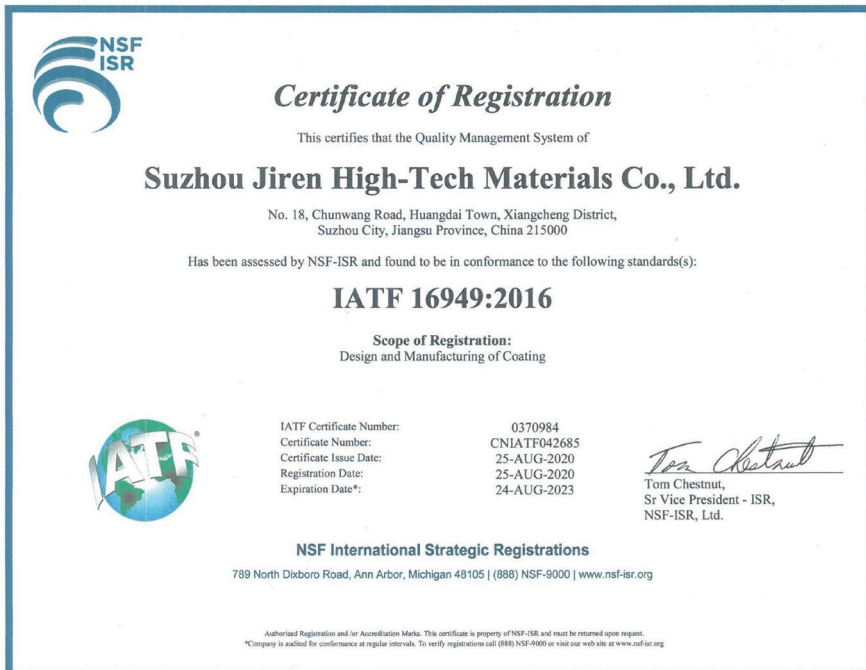 NSF
ISR
Certificate of Registration
This certifies that the Quality Management System of
Suzhou Jiren High-Tech Materials Co., Ltd.
No. 18, Chunwang Road, Huangdai Town, Xiangcheng District,
Suzhou City, Jiangsu Province, China 215000
Has been assessed by NSF-ISR and found to be in conformance to the following standards(s):
IATF 16949:2016
Scope of Registration:
Design and Manufacturing of Coating
IATF®
IATF Certificate Number: 0370984
Certificate Number: CNIATF042685
Certificate Issue Date: 25-AUG-2020
Registration Date: 25-AUG-2020
Expiration Date*: 24-AUG-2023
Tom Chestnut
Tom Chestnut,
Sr Vice President - ISR,
NSF-ISR, Ltd.
NSF International Strategic Registrations
789 North Dixboro Road, Ann Arbor, Michigan 48105 | (888) NSF-9000 | www.nsf-isr.org
Authorized Registration and /or Accreditation Marks. This certificate is property of NSF-ISR and must be returned upon request.
*Company is audited for conformance at regular intervals. To verify registrations call (888) NSF-9000 or visit our web site at www.nsf-isr.org